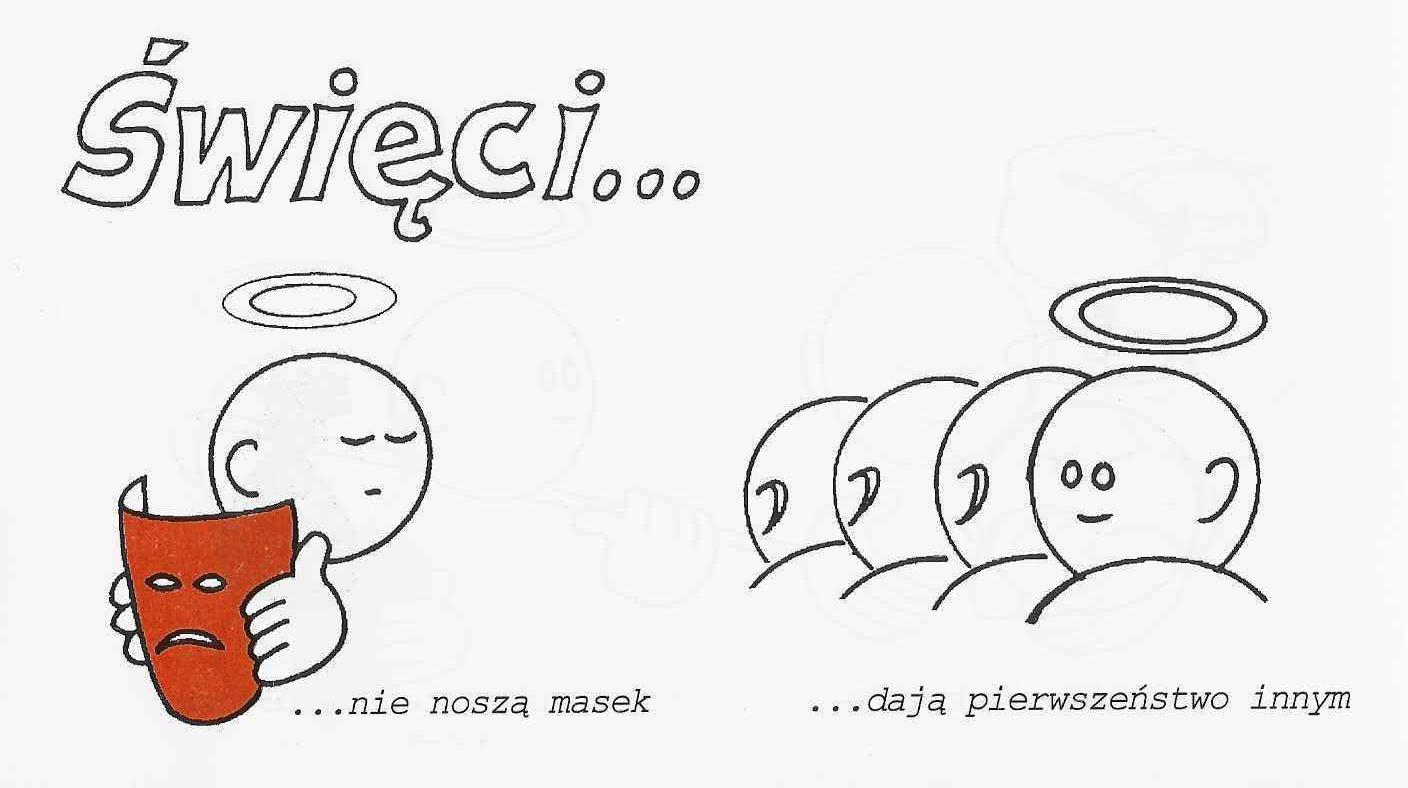 Święci...
...nie noszą masek
...dają pierwszeństwo innym